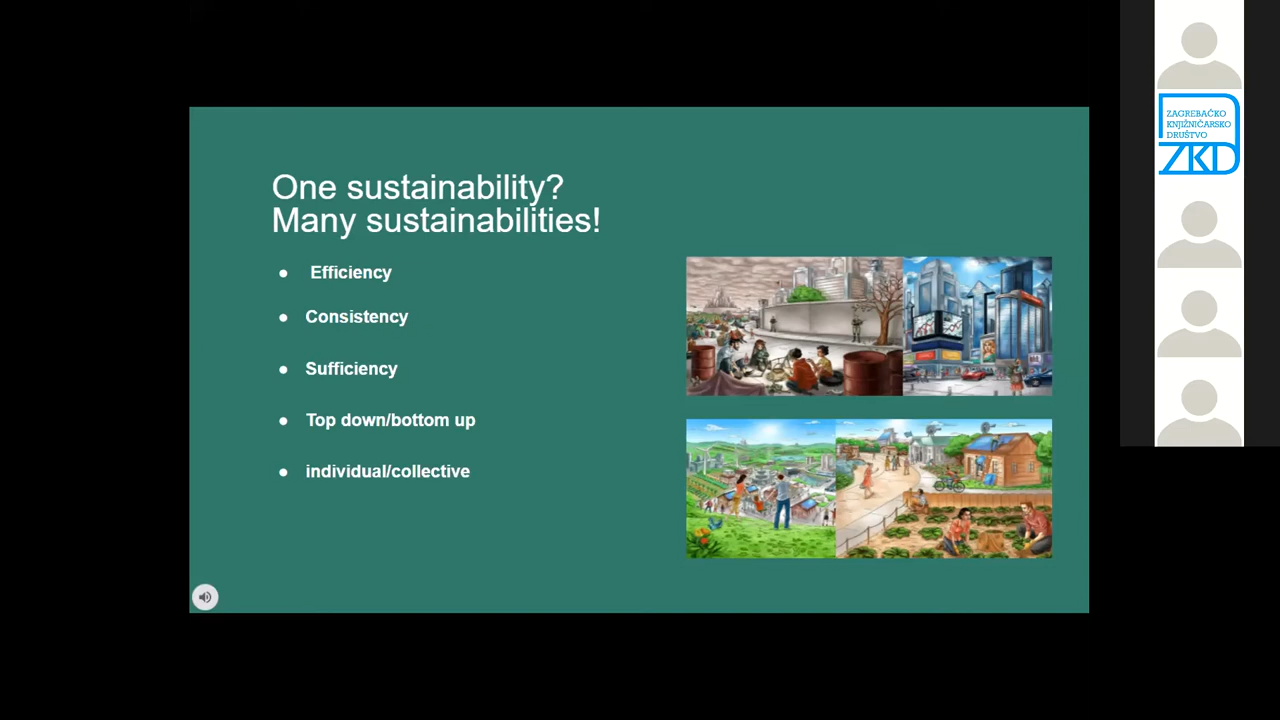 One sustainability?
Many sustainabilities!
● Efficiency
● Consistency
● Sufficiency
● Top down/bottom up
● individual/collective
ZAGREBAČKO
KNJIŽNIČARSKO
DRUŠTVO
ZKD